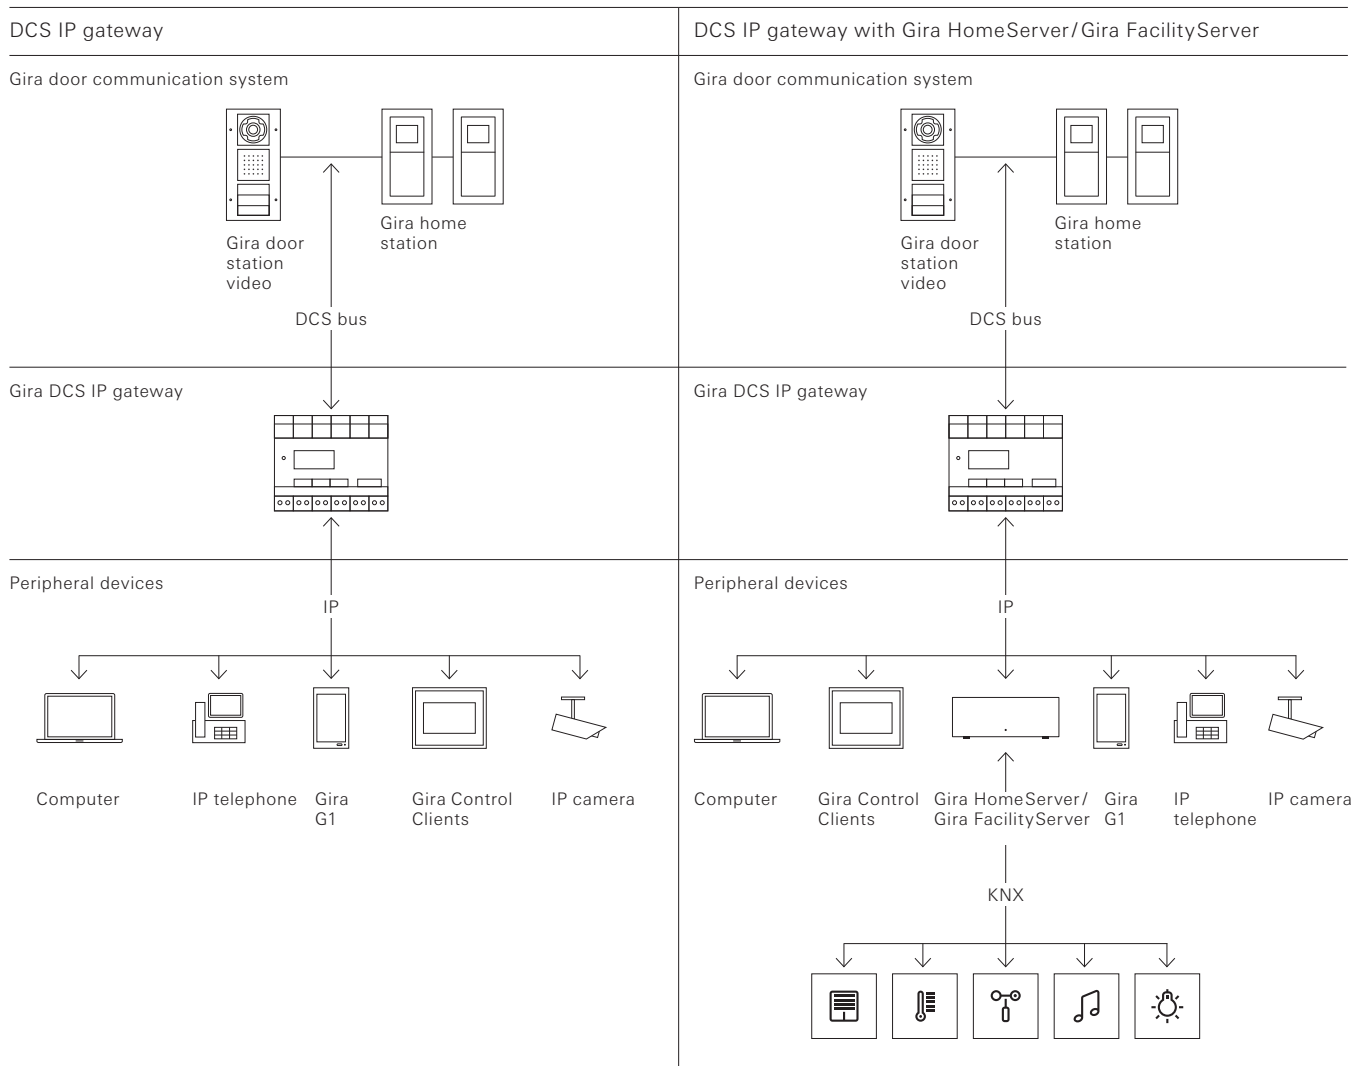 DCS IP gateway
Gira door communication system
Gira door
station
video
Gira home
station
DCS bus
Gira DCS IP gateway
Peripheral devices
IP
Computer
IP telephone
Gira
G1
Gira Control
Clients
IP camera
DCS IP gateway with Gira HomeServer/Gira FacilityServer
Gira door communication system
Gira door
station
video
Gira home
station
DCS bus
Gira DCS IP gateway
Peripheral devices
IP
Computer
Gira Control
Clients
Gira HomeServer/
Gira FacilityServer
Gira
G1
IP
telephone
IP camera
KNX